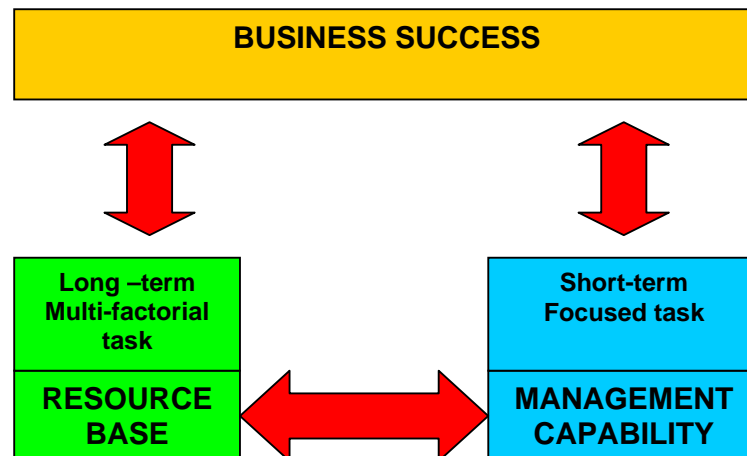 BUSINESS SUCCESS
Long –term
Multi-factorial
task
Short-term
Focused task
RESOURCE
BASE
MANAGEMENT
CAPABILITY